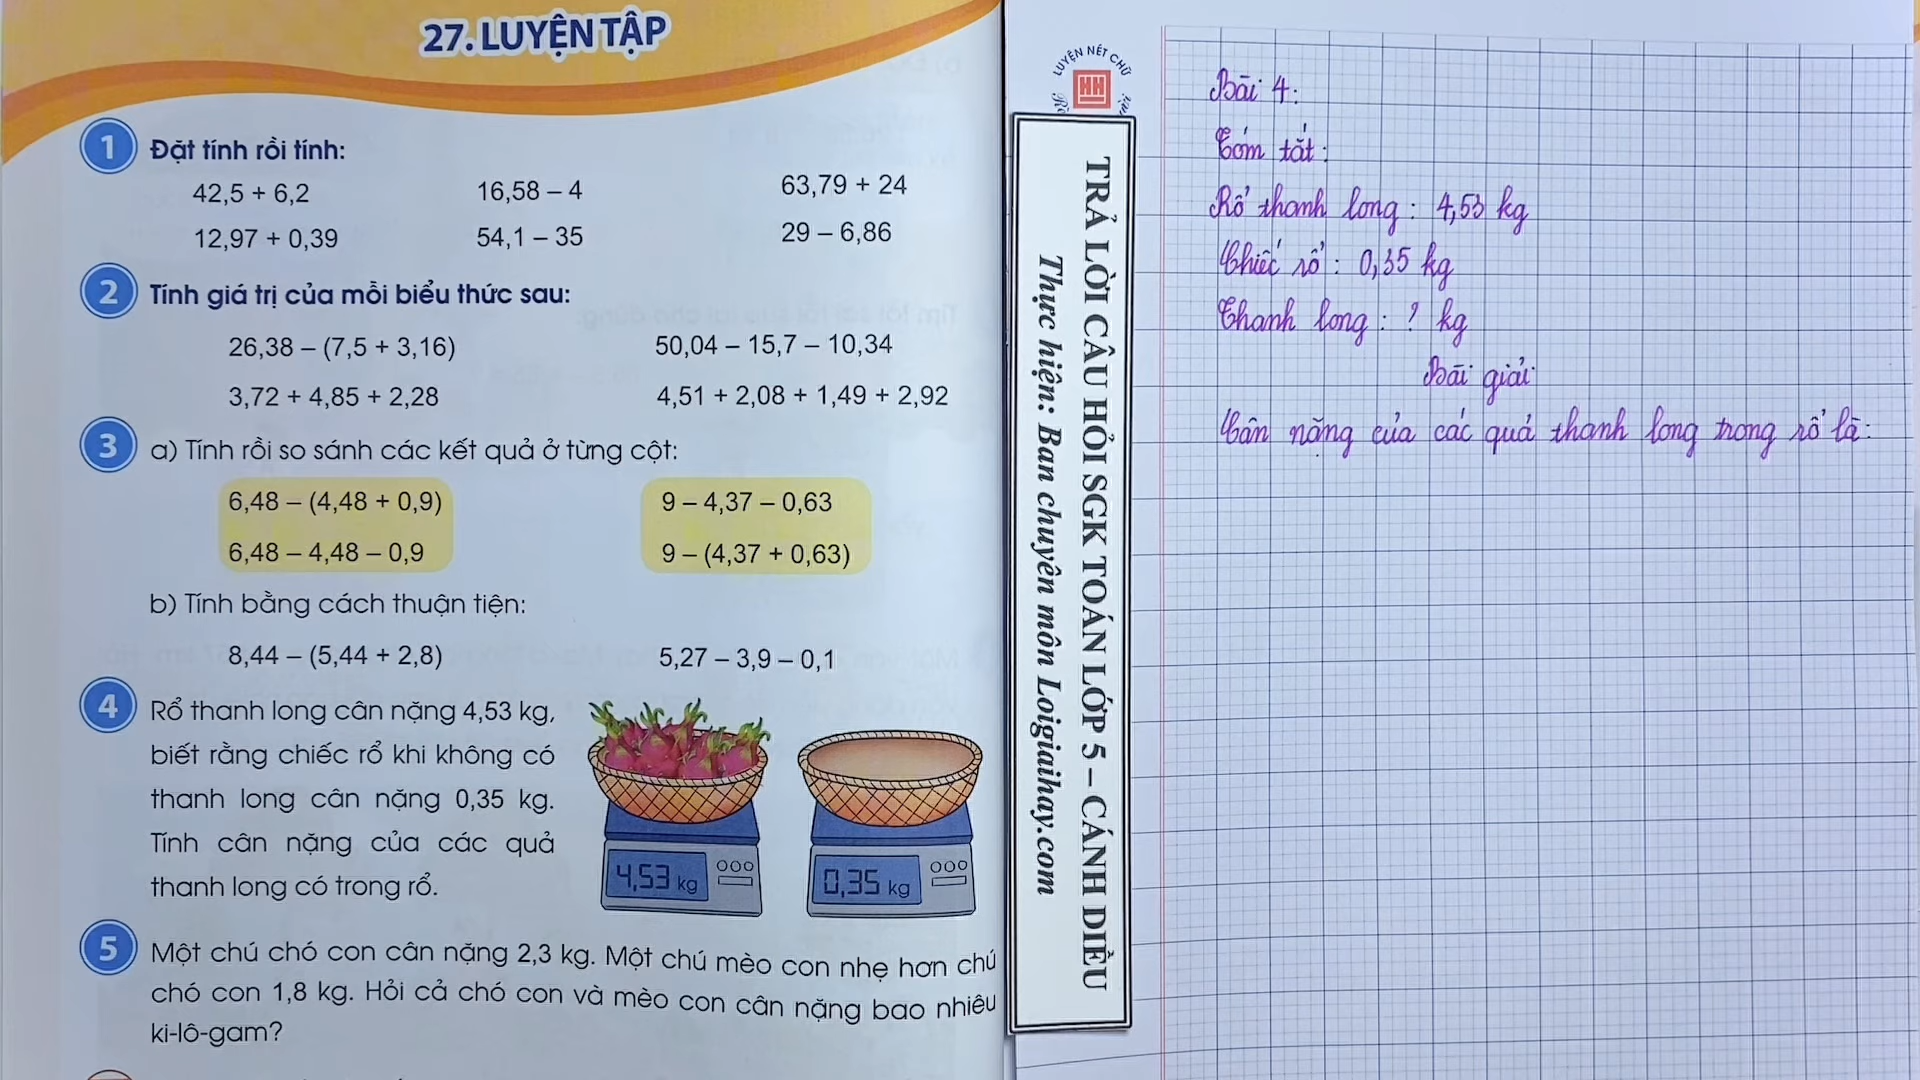 27. LUYỆN TẬP
1 Đặt tính rồi tính:
42,5 + 6,2 16,58 – 4 63,79 + 24
12,97 + 0,39 54,1 – 35 29 – 6,86
2 Tính giá trị của mỗi biểu thức sau:
26,38 – (7,5 + 3,16) 50,04 – 15,7 – 10,34
3,72 + 4,85 + 2,28 4,51 + 2,08 + 1,49 + 2,92
3 a) Tính rồi so sánh các kết quả ở từng cột:
6,48 – (4,48 + 0,9) 9 – 4,37 – 0,63
6,48 – 4,48 – 0,9 9 – (4,37 + 0,63)
b) Tính bằng cách thuận tiện:
8,44 – (5,44 + 2,8) 5,27 – 3,9 – 0,1
4 Rổ thanh long cân nặng 4,53 kg,
biết rằng chiếc rổ khi không có
thanh long cân nặng 0,35 kg.
Tính cân nặng của các quả
thanh long có trong rổ.
4,53 kg 0,35 kg
5 Một chú chó con cân nặng 2,3 kg. Một chú mèo con nhẹ hơn chú
chó con 1,8 kg. Hỏi cả chó con và mèo con cân nặng bao nhiêu
ki-lô-gam?
LUYỆN NÉT CHỮ
HH
TRẢ LỜI CÂU HỎI SGK TOÁN LỚP 5 – CÁNH DIỀU
Thực hiện: Ban chuyên môn Loigiaihay.com
Bài 4:
Tóm tắt:
Rổ thanh long: 4,53 kg
Chiếc rổ: 0,35 kg
Thanh long: ? kg
Bài giải
Cân nặng của các quả thanh long trong rổ là: